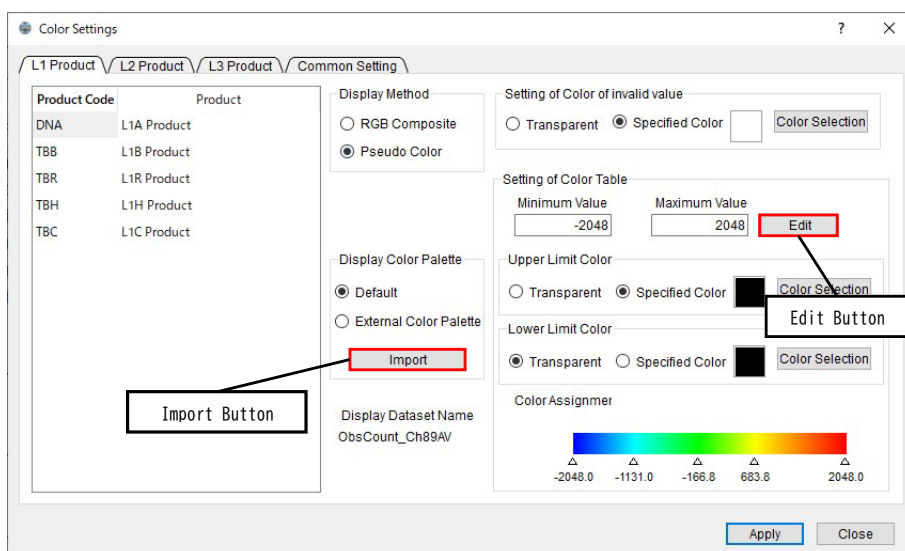 Color Settings
? ×
L1 Product L2 Product L3 Product Common Setting
Product Code Product
DNA L1A Product
TBB L1B Product
TBR L1R Product
TBH L1H Product
TBC L1C Product
Display Method
RGB Composite
Pseudo Color
Display Color Palette
Default
External Color Palette
Import
Import Button
Display Dataset Name
ObsCount_Ch89AV
Setting of Color of invalid value
Transparent Specified Color Color Selection
Setting of Color Table
Minimum Value Maximum Value
-2048 2048 Edit
Upper Limit Color
Transparent Specified Color Color Selection
Edit Button
Lower Limit Color
Transparent Specified Color Color Selection
Color Assignmer
-2048.0 -1131.0 -166.8 683.8 2048.0
Apply Close